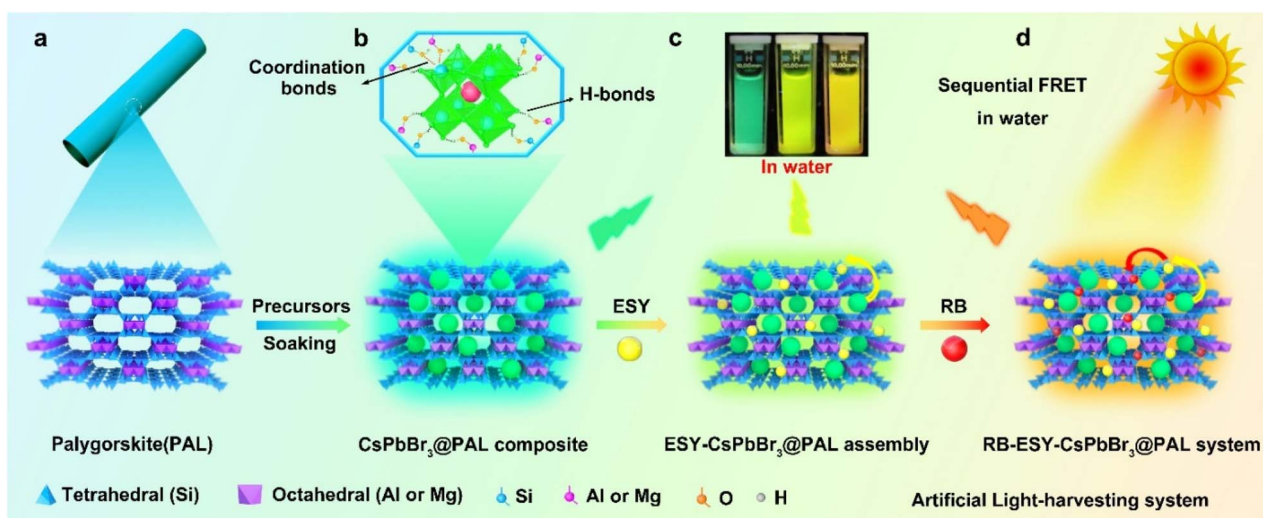 a
b
c
d
Coordination
bonds
H-bonds
In water
Sequential FRET
in water
Precursors
Soaking
ESY
RB
Palygorskite(PAL)
CsPbBr₃@PAL composite
ESY-CsPbBr₃@PAL assembly
RB-ESY-CsPbBr₃@PAL system
Tetrahedral (Si)
Octahedral (Al or Mg)
Si
Al or Mg
O
H
Artificial Light-harvesting system